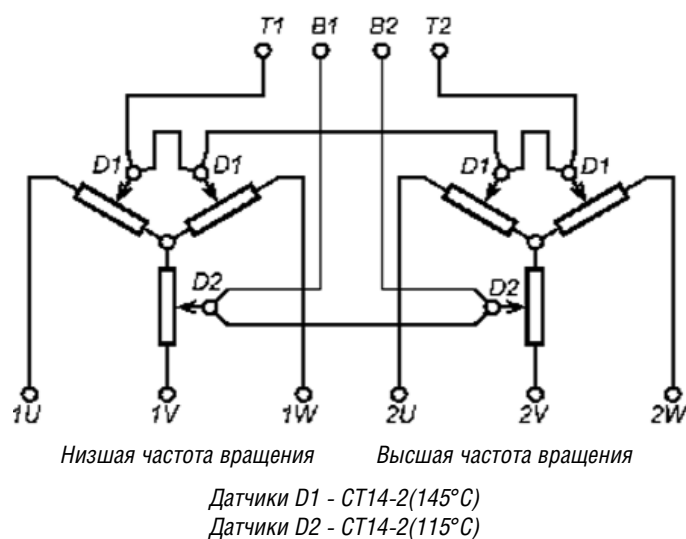 T1 B1 B2 T2
D1 D1 D1 D1
D2 D2
1U 1V 1W 2U 2V 2W
Низшая частота вращения Высшая частота вращения
Датчики D1 - СТ14-2(145°С)
Датчики D2 - СТ14-2(115°С)